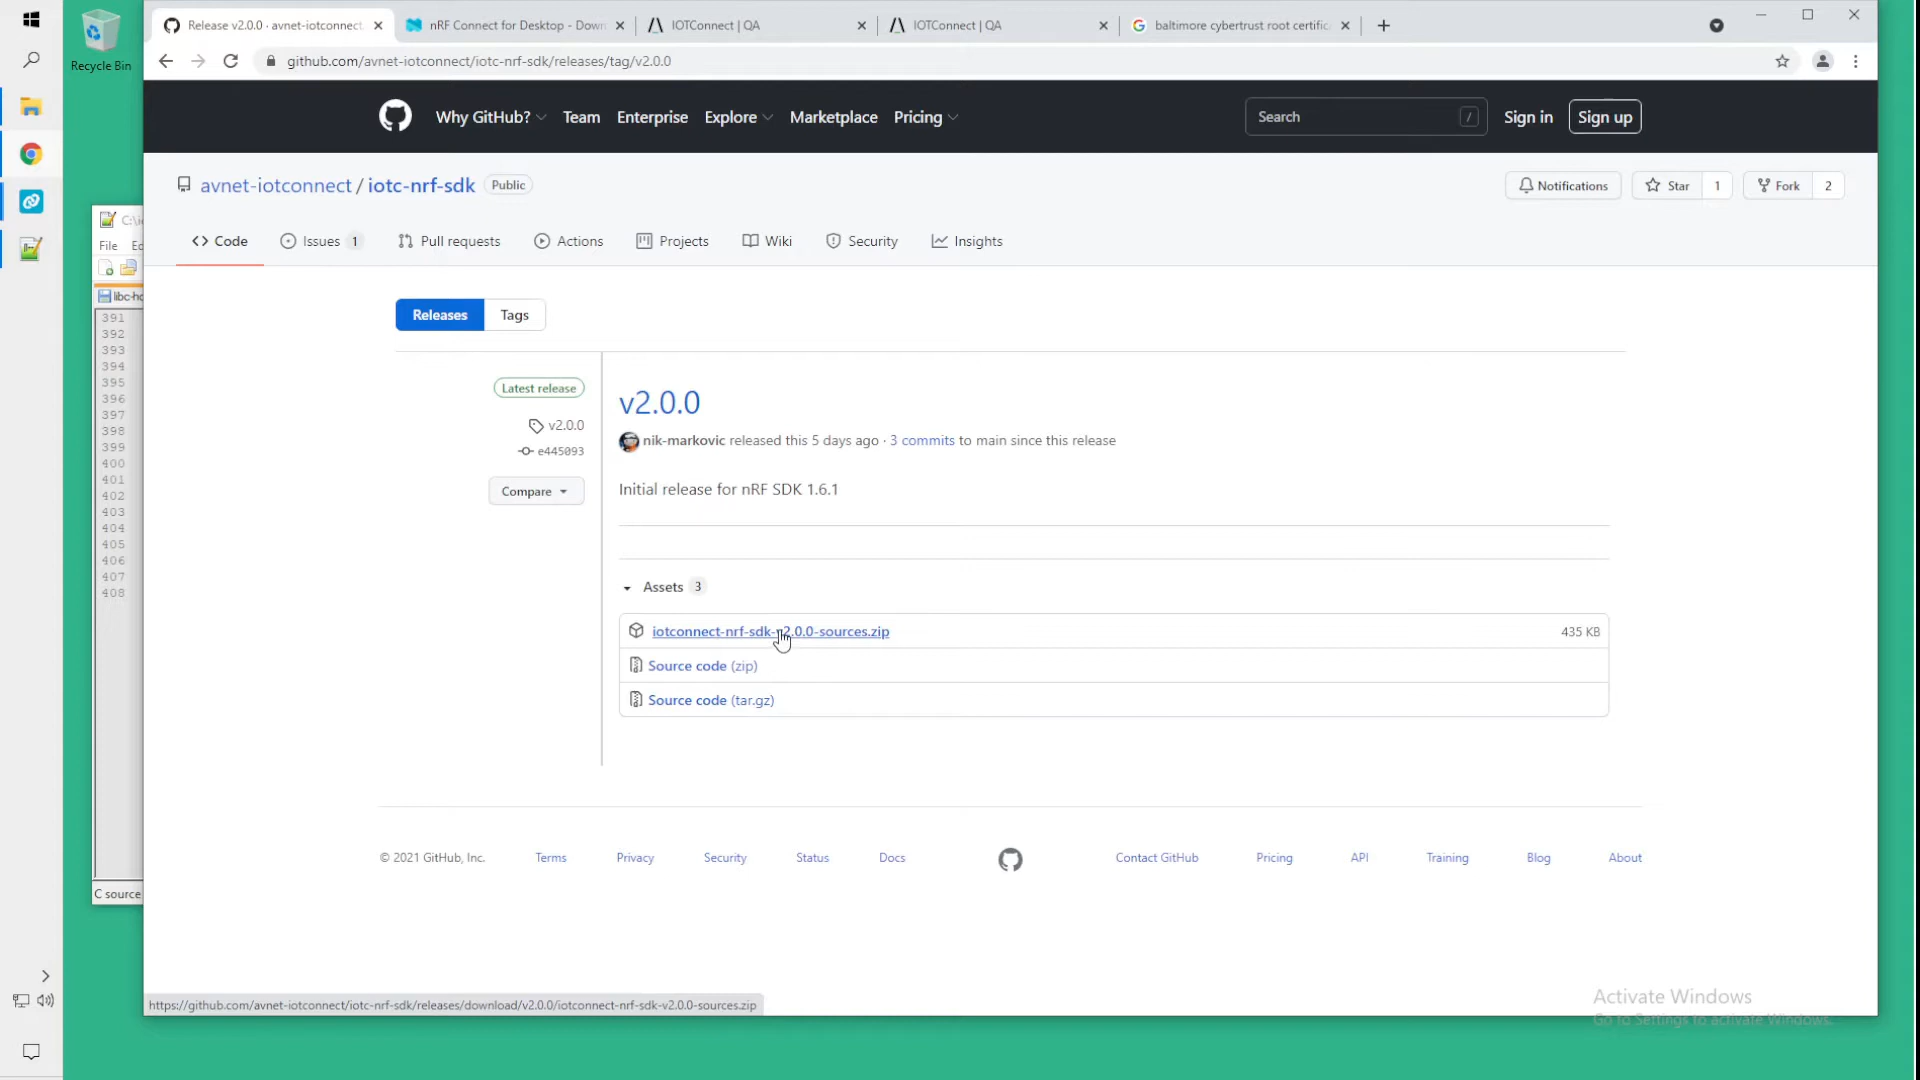 Recycle Bin
Release v2.0.0 · avnet-iotconnect
nRF Connect for Desktop - Down
IOTConnect | QA
IOTConnect | QA
baltimore cybertrust root certific
github.com/avnet-iotconnect/iotc-nrf-sdk/releases/tag/v2.0.0
Why GitHub? Team Enterprise Explore Marketplace Pricing
Search /
Sign in Sign up
avnet-iotconnect / iotc-nrf-sdk Public
Notifications Star 1 Fork 2
Code Issues 1 Pull requests Actions Projects Wiki Security Insights
Releases Tags
Latest release
v2.0.0
e445093
Compare
v2.0.0
nik-markovic released this 5 days ago · 3 commits to main since this release
Initial release for nRF SDK 1.6.1
Assets 3
iotconnect-nrf-sdk-v2.0.0-sources.zip 435 KB
Source code (zip)
Source code (tar.gz)
© 2021 GitHub, Inc. Terms Privacy Security Status Docs Contact GitHub Pricing API Training Blog About
https://github.com/avnet-iotconnect/iotc-nrf-sdk/releases/download/v2.0.0/iotconnect-nrf-sdk-v2.0.0-sources.zip
Activate Windows
Go to Settings to activate Windows.
C:\i
File Ed
libc-ho
391
392
393
394
395
396
397
398
399
400
401
402
403
404
405
406
407
408
C source